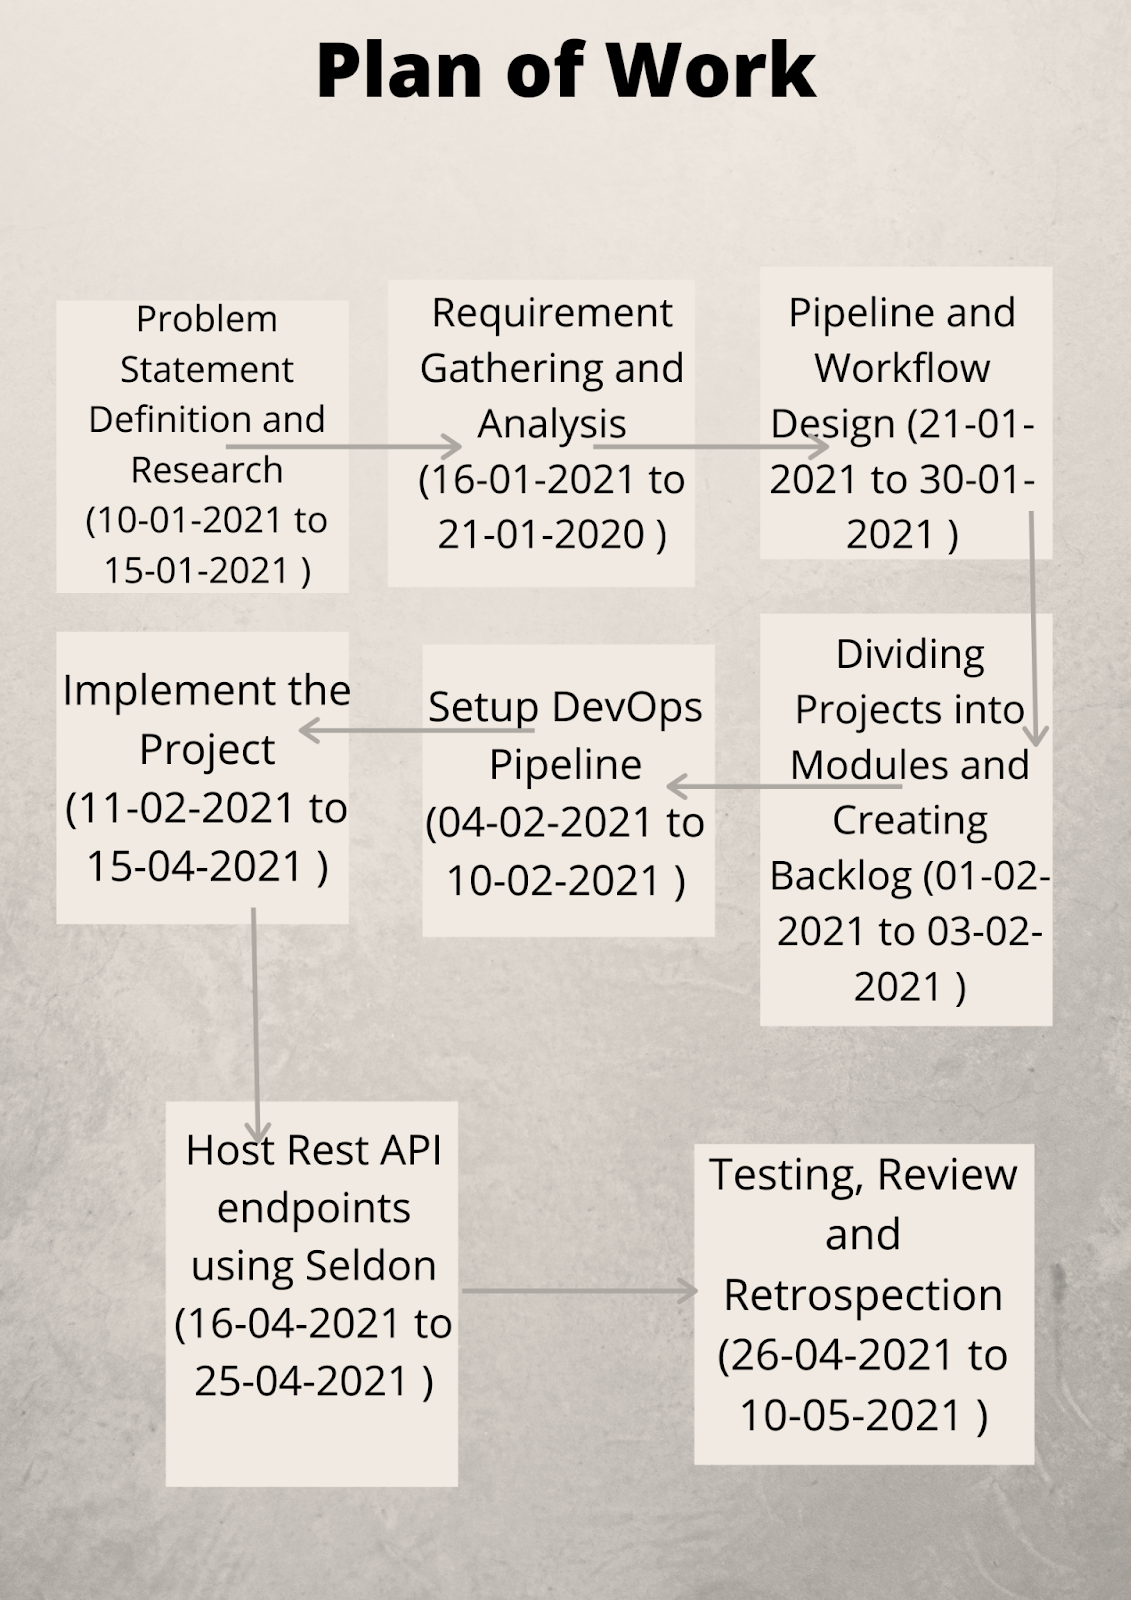 Plan of Work
Problem
Statement
Definition and
Research
(10-01-2021 to
15-01-2021 )
Requirement
Gathering and
Analysis
(16-01-2021 to
21-01-2020 )
Pipeline and
Workflow
Design (21-01-
2021 to 30-01-
2021 )
Dividing
Projects into
Modules and
Creating
Backlog (01-02-
2021 to 03-02-
2021 )
Setup DevOps
Pipeline
(04-02-2021 to
10-02-2021 )
Implement the
Project
(11-02-2021 to
15-04-2021 )
Host Rest API
endpoints
using Seldon
(16-04-2021 to
25-04-2021 )
Testing, Review
and
Retrospection
(26-04-2021 to
10-05-2021 )